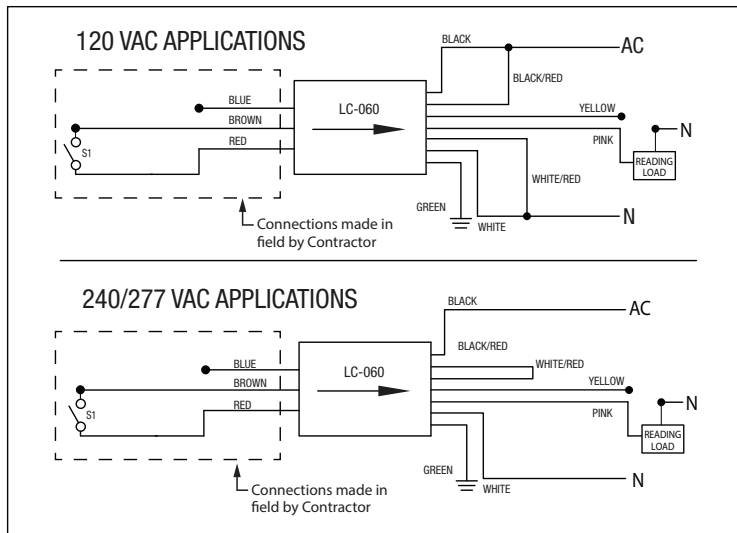 120 VAC APPLICATIONS
BLACK
AC
BLACK/RED
BLUE
LC-060
YELLOW
BROWN
PINK
N
S1
RED
READING
LOAD
WHITE/RED
GREEN
WHITE
N
Connections made in
field by Contractor
240/277 VAC APPLICATIONS
BLACK
AC
BLACK/RED
BLUE
LC-060
WHITE/RED
BROWN
YELLOW
N
S1
RED
PINK
READING
LOAD
GREEN
WHITE
N
Connections made in
field by Contractor